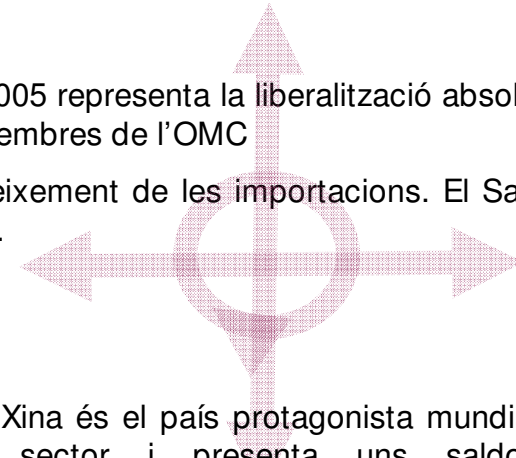 005 representa la liberalització absol
embres de l’OMC
eixement de les importacions. El Sa
.
Xina és el país protagonista mundi
sector i presenta uns saldo